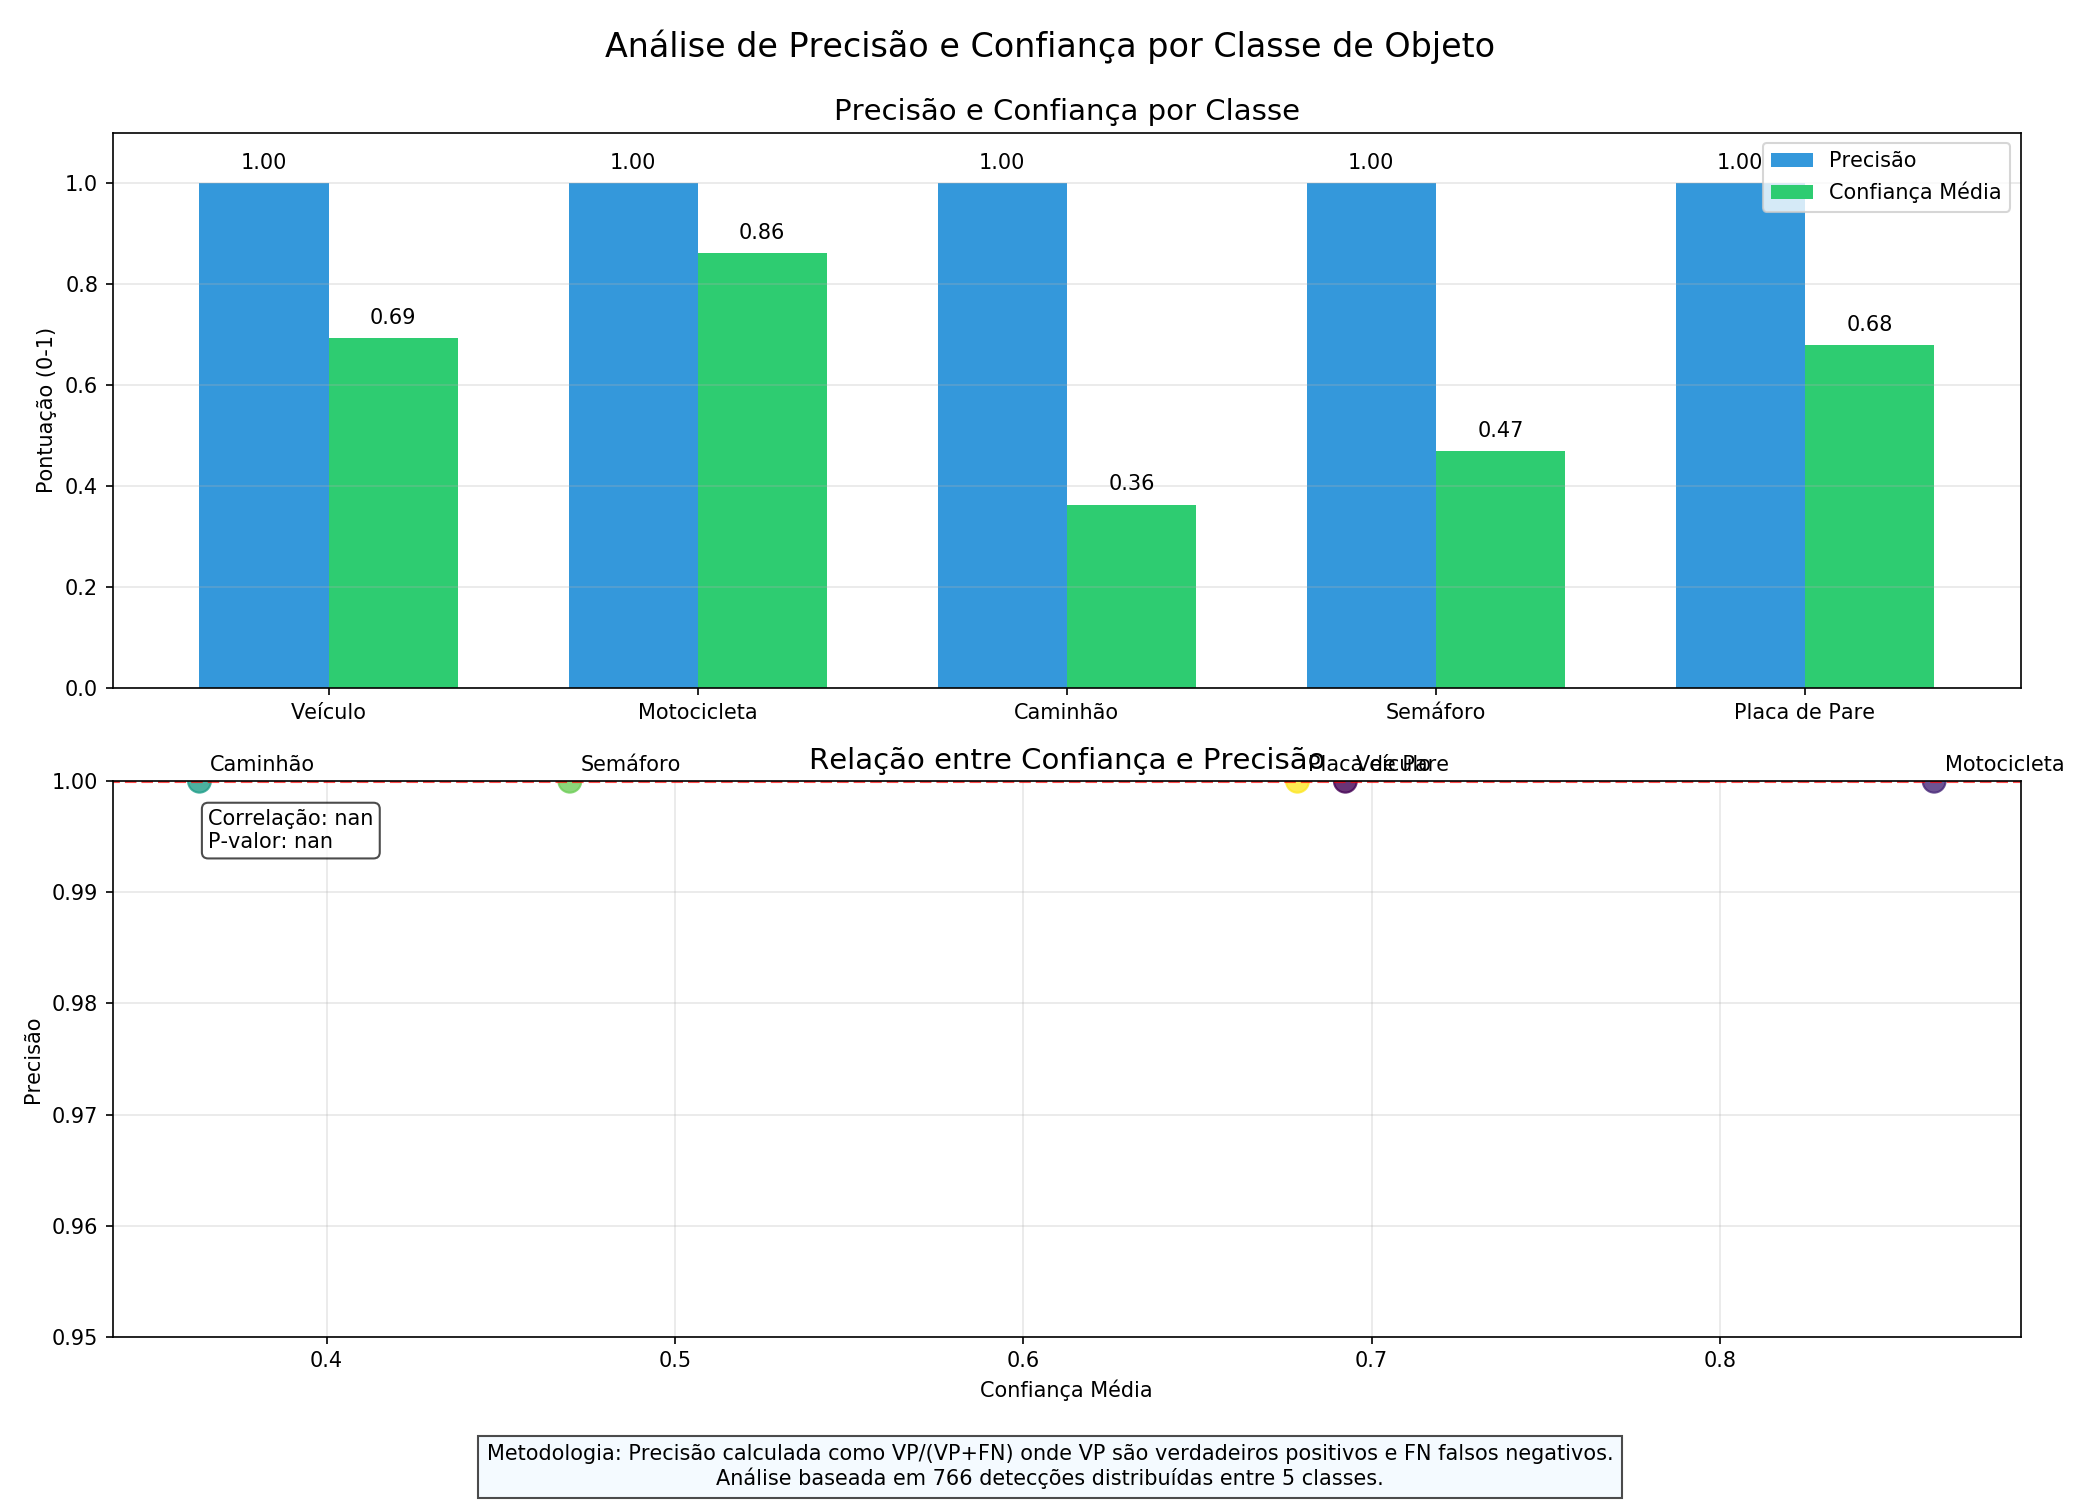 Análise de Precisão e Confiança por Classe de Objeto
Precisão e Confiança por Classe
Pontuação (0-1)
1.0
0.8
0.6
0.4
0.2
0.0
1.00
0.69
1.00
0.86
1.00
0.36
1.00
0.47
1.00
0.68
Precisão
Confiança Média
Veículo
Motocicleta
Caminhão
Semáforo
Placa de Pare
Relação entre Confiança e Precisão
Caminhão
Semáforo
Placa de Pare
Veículo
Motocicleta
Correlação: nan
P-valor: nan
Precisão
1.00
0.99
0.98
0.97
0.96
0.95
0.4
0.5
0.6
0.7
0.8
Confiança Média
Metodologia: Precisão calculada como VP/(VP+FN) onde VP são verdadeiros positivos e FN falsos negativos.
Análise baseada em 766 detecções distribuídas entre 5 classes.